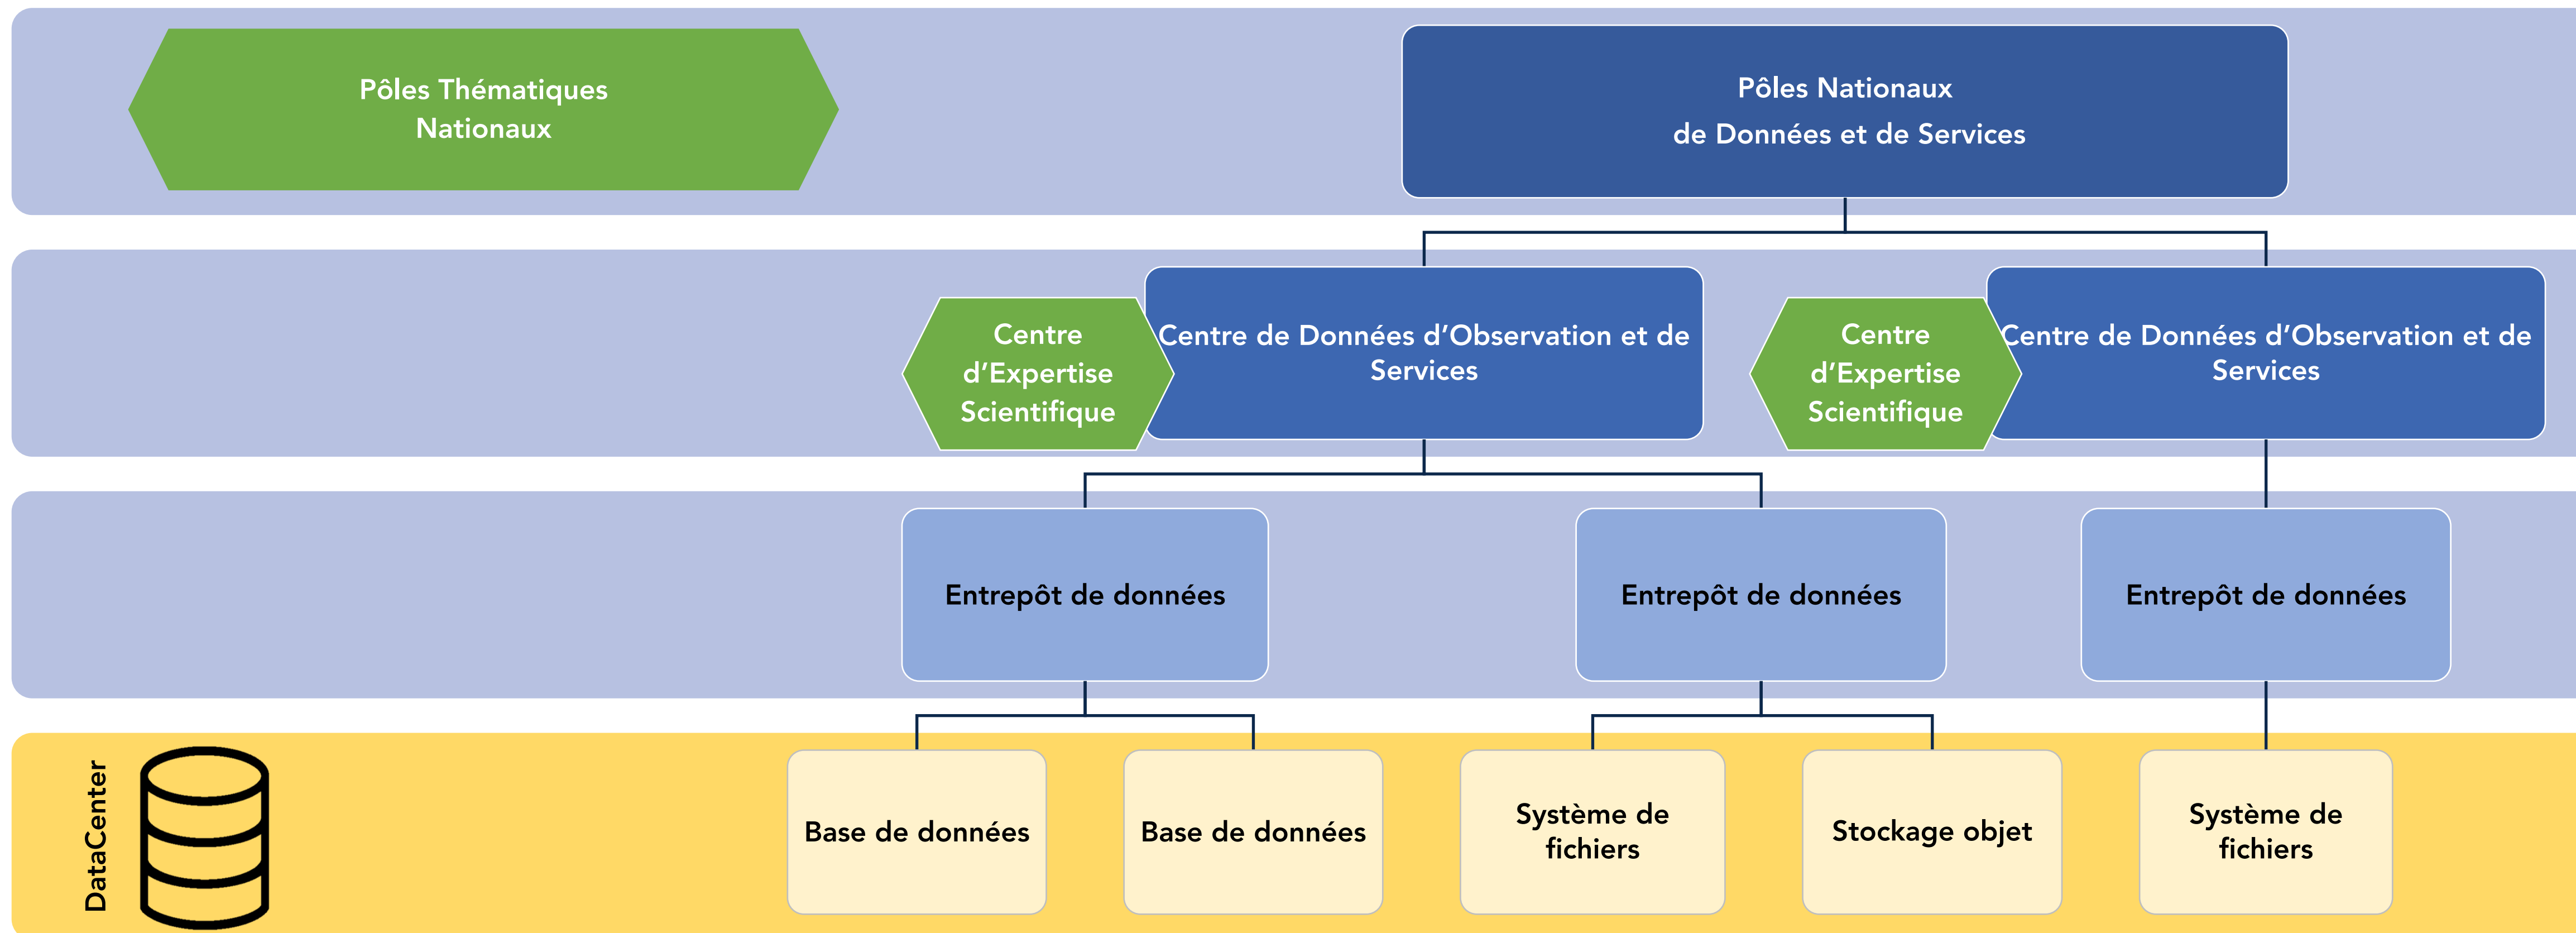 Pôles Thématiques
Nationaux
Pôles Nationaux
de Données et de Services
Centre
d’Expertise
Scientifique
Centre de Données d’Observation et de
Services
Centre
d’Expertise
Scientifique
Centre de Données d’Observation et de
Services
Entrepôt de données
Entrepôt de données
Entrepôt de données
DataCenter
Base de données
Base de données
Système de
fichiers
Stockage objet
Système de
fichiers